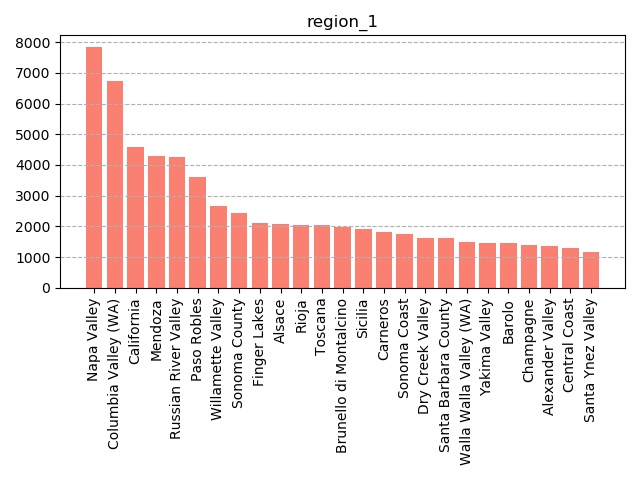 region_1
8000
7000
6000
5000
4000
3000
2000
1000
0
Napa Valley
Columbia Valley (WA)
California
Mendoza
Russian River Valley
Paso Robles
Willamette Valley
Sonoma County
Finger Lakes
Alsace
Rioja
Toscana
Brunello di Montalcino
Sicilia
Carneros
Sonoma Coast
Dry Creek Valley
Santa Barbara County
Walla Walla Valley (WA)
Yakima Valley
Barolo
Champagne
Alexander Valley
Central Coast
Santa Ynez Valley